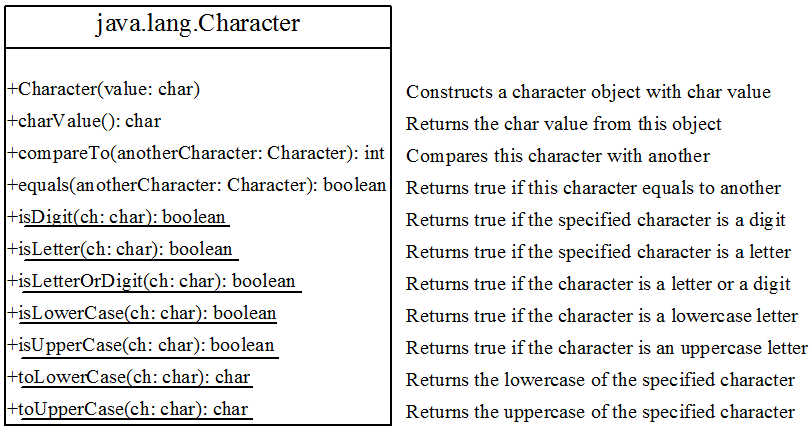 java.lang.Character
+Character(value: char) Constructs a character object with char value
+charValue(): char Returns the char value from this object
+compareTo(anotherCharacter: Character): int Compares this character with another
+equals(anotherCharacter: Character): boolean Returns true if this character equals to another
+isDigit(ch: char): boolean Returns true if the specified character is a digit
+isLetter(ch: char): boolean Returns true if the specified character is a letter
+isLetterOrDigit(ch: char): boolean Returns true if the character is a letter or a digit
+isLowerCase(ch: char): boolean Returns true if the character is a lowercase letter
+isUpperCase(ch: char): boolean Returns true if the character is an uppercase letter
+toLowerCase(ch: char): char Returns the lowercase of the specified character
+toUpperCase(ch: char): char Returns the uppercase of the specified character